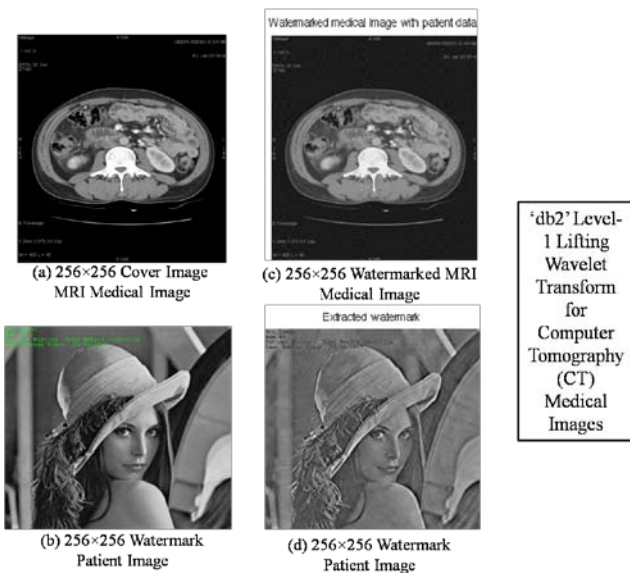 Watermarked medical image with patient data
(a) 256×256 Cover Image
MRI Medical Image
(c) 256×256 Watermarked MRI
Medical Image
Extracted watermark
(b) 256×256 Watermark
Patient Image
(d) 256×256 Watermark
Patient Image
‘db2’ Level-
1 Lifting
Wavelet
Transform
for
Computer
Tomography
(CT)
Medical
Images